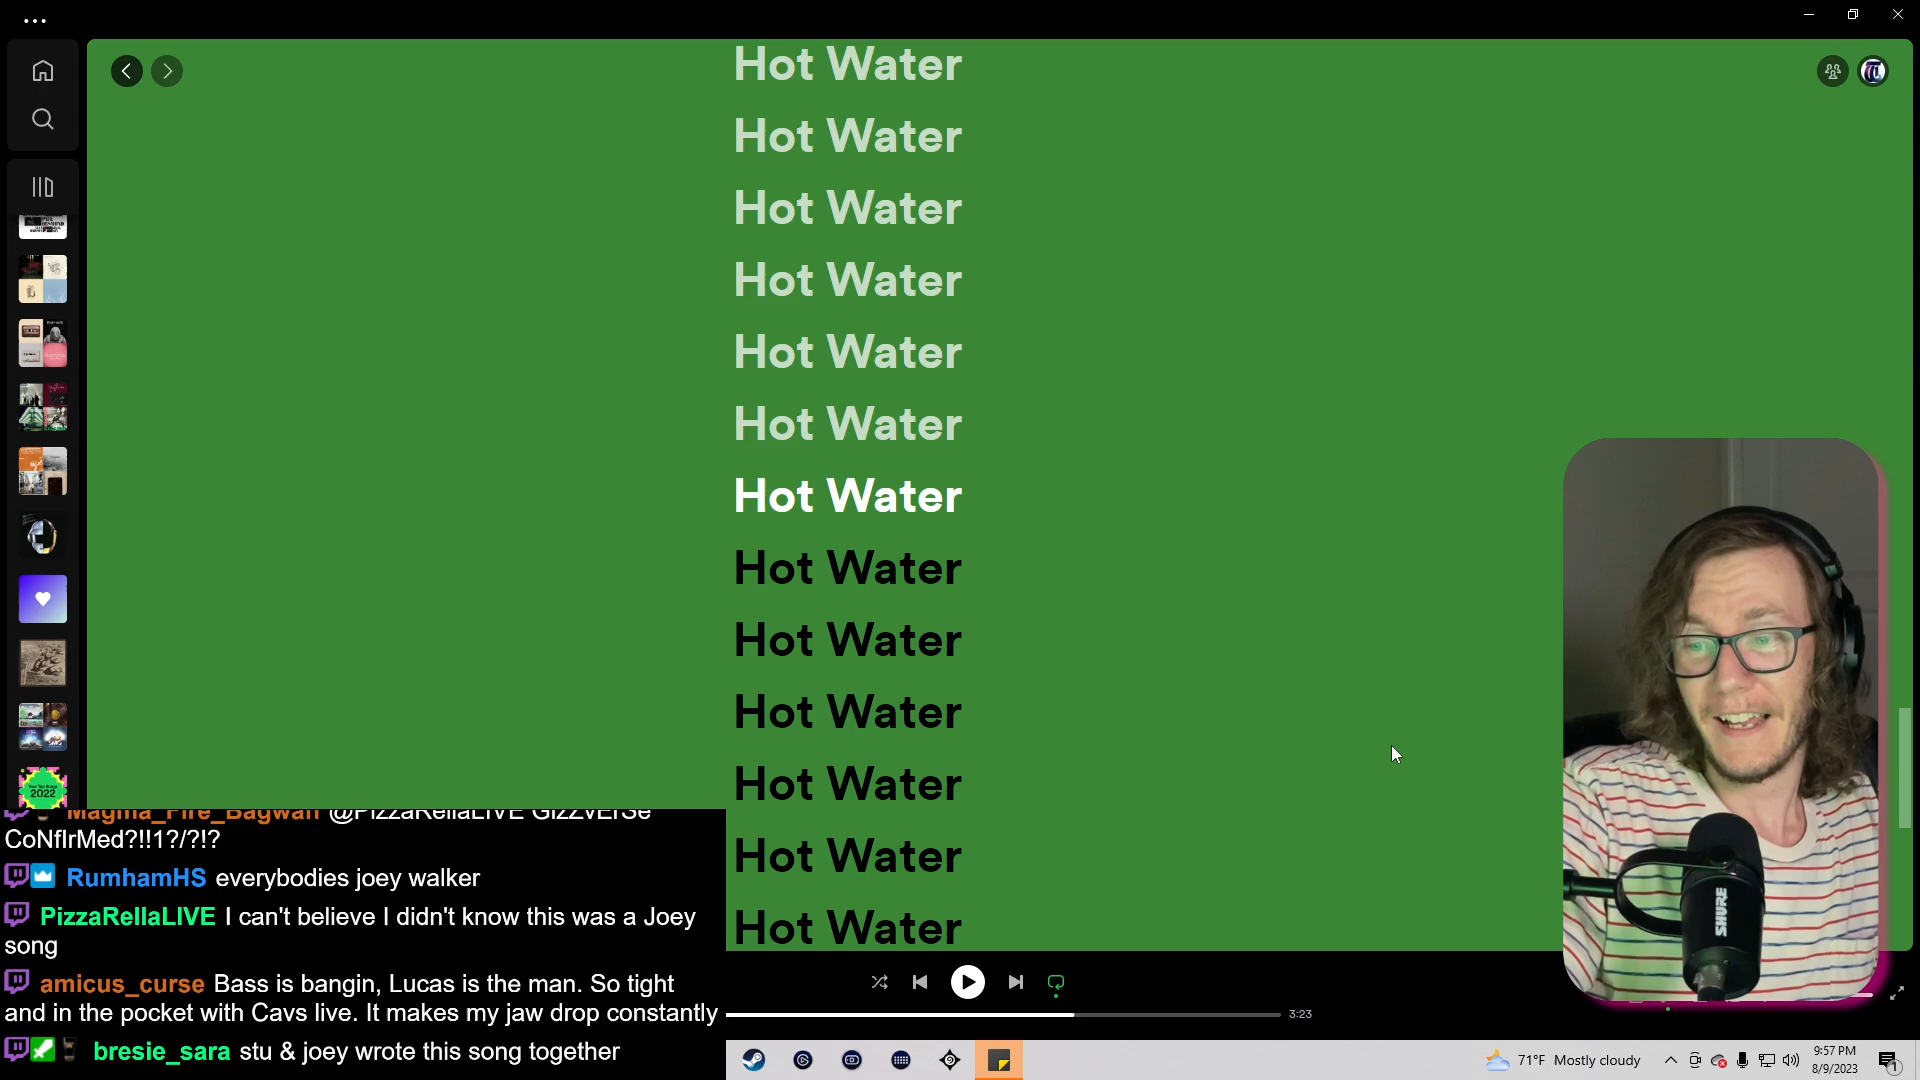 Hot Water
Hot Water
Hot Water
Hot Water
Hot Water
Hot Water
Hot Water
Hot Water
Hot Water
Hot Water
Hot Water
Hot Water
Hot Water
2022
Magma_Fire_Bagwan @PizzaRellaLIVE GIZZVErSe
CoNfIrMed?!!1?/?!?
RumhamHS everybodies joey walker
PizzaRellaLIVE I can't believe I didn't know this was a Joey
song
amicus_curse Bass is bangin, Lucas is the man. So tight
and in the pocket with Cavs live. It makes my jaw drop constantly
bresie_sara stu & joey wrote this song together
SHURE
3:23
71°F Mostly cloudy
9:57 PM
8/9/2023
1